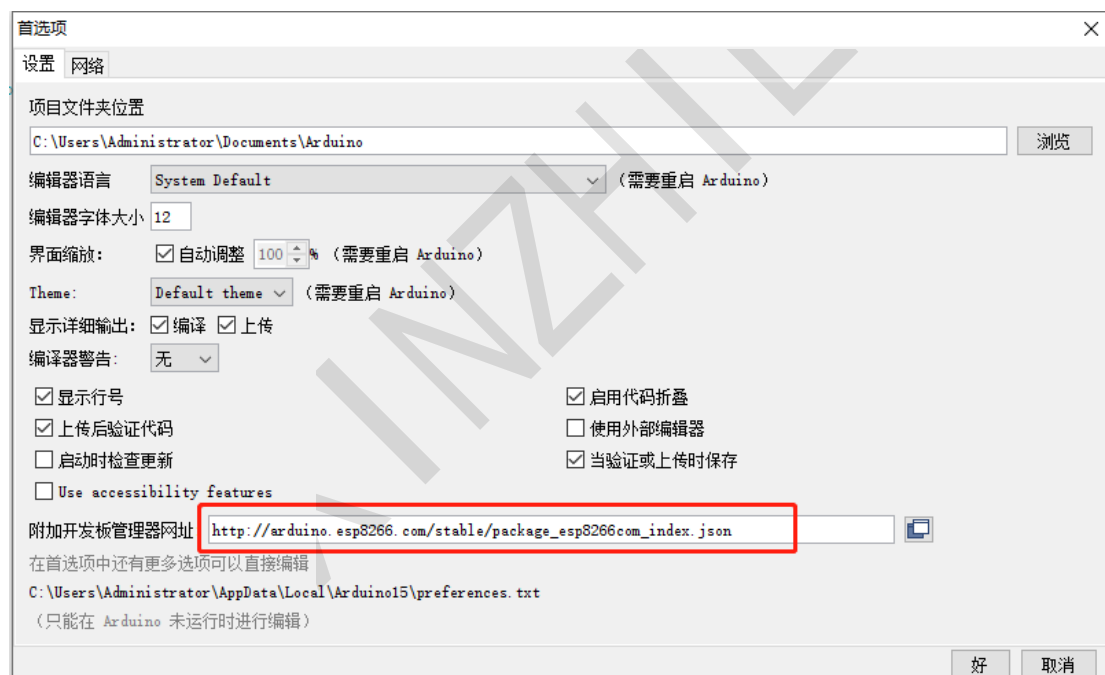 首选项
设置 网络
项目文件夹位置
C:\Users\Administrator\Documents\Arduino 浏览
编辑器语言 System Default (需要重启 Arduino)
编辑器字体大小 12
界面缩放: 自动调整 100 % (需要重启 Arduino)
Theme: Default theme (需要重启 Arduino)
显示详细输出: 编译 上传
编译器警告: 无
显示行号 启用代码折叠
上传后验证代码 使用外部编辑器
启动时检查更新 当验证或上传时保存
Use accessibility features
附加开发板管理器网址: http://arduino.esp8266.com/stable/package_esp8266com_index.json
在首选项中还有更多选项可以直接编辑
C:\Users\Administrator\AppData\Local\Arduino15\preferences.txt
(只能在 Arduino 未运行时进行编辑)
好 取消